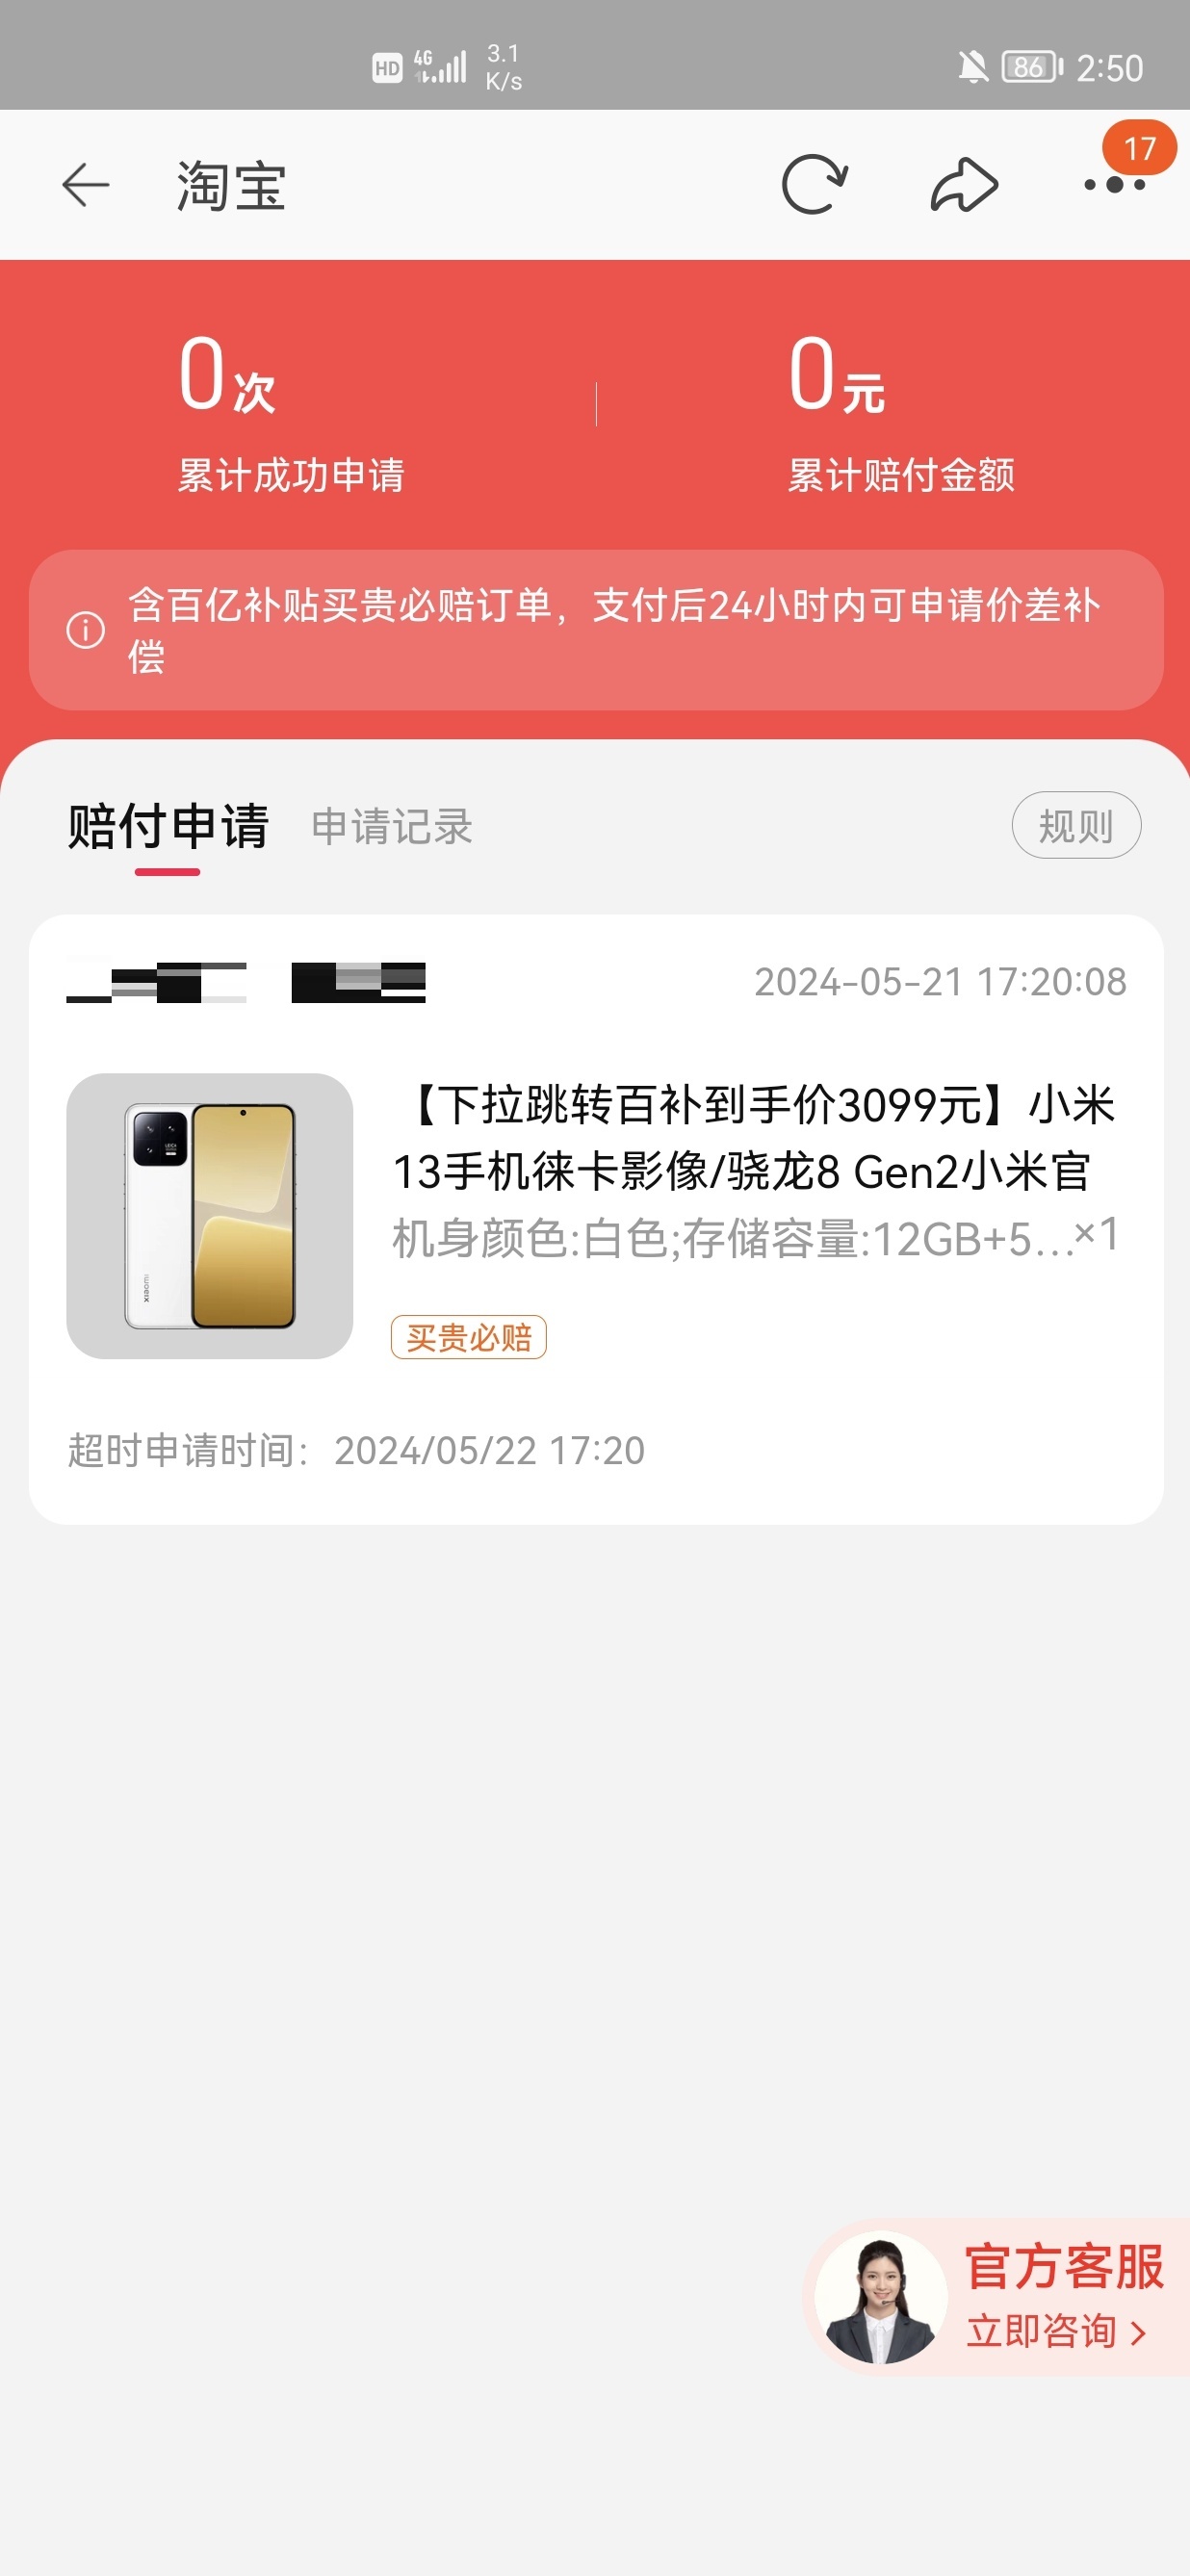 HD 4G 3.1 K/s 86 2:50
淘宝
17
0次
0元
累计成功申请
累计赔付金额
含百亿补贴买贵必赔订单，支付后24小时内可申请价差补
偿
赔付申请 申请记录 规则
2024-05-21 17:20:08
【下拉跳转百补到手价3099元】小米
13手机徕卡影像/骁龙8 Gen2小米官
机身颜色:白色;存储容量:12GB+5...×1
xiaomi
买贵必赔
超时申请时间： 2024/05/22 17:20
官方客服
立即咨询 >